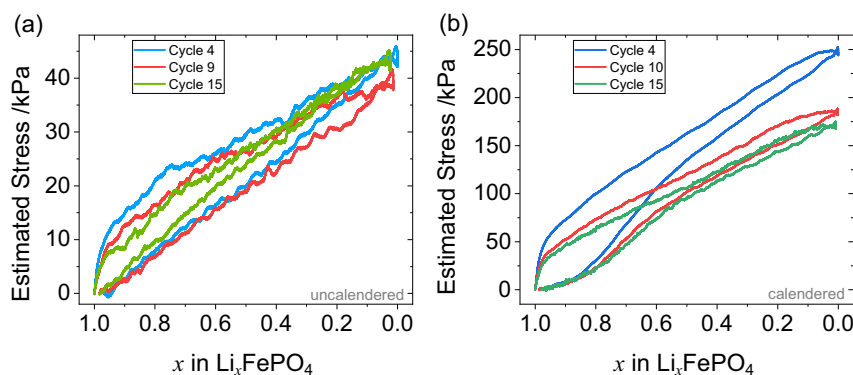 (a)
Cycle 4
Cycle 9
Cycle 15
40
30
20
10
0
Estimated Stress /kPa
uncalendered
1.0 0.8 0.6 0.4 0.2 0.0
x in LixFePO4
(b)
Cycle 4
Cycle 10
Cycle 15
250
200
150
100
50
0
Estimated Stress /kPa
calendered
1.0 0.8 0.6 0.4 0.2 0.0
x in LixFePO4